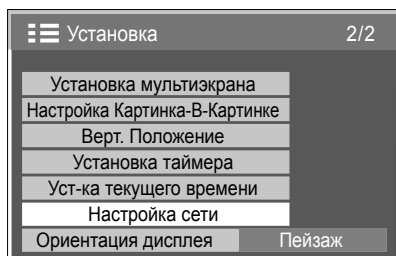 Установка 2/2
Установка мультиэкрана
Настройка Картинка-В-Картинке
Верт. Положение
Установка таймера
Уст-ка текущего времени
Настройка сети
Ориентация дисплея Пейзаж